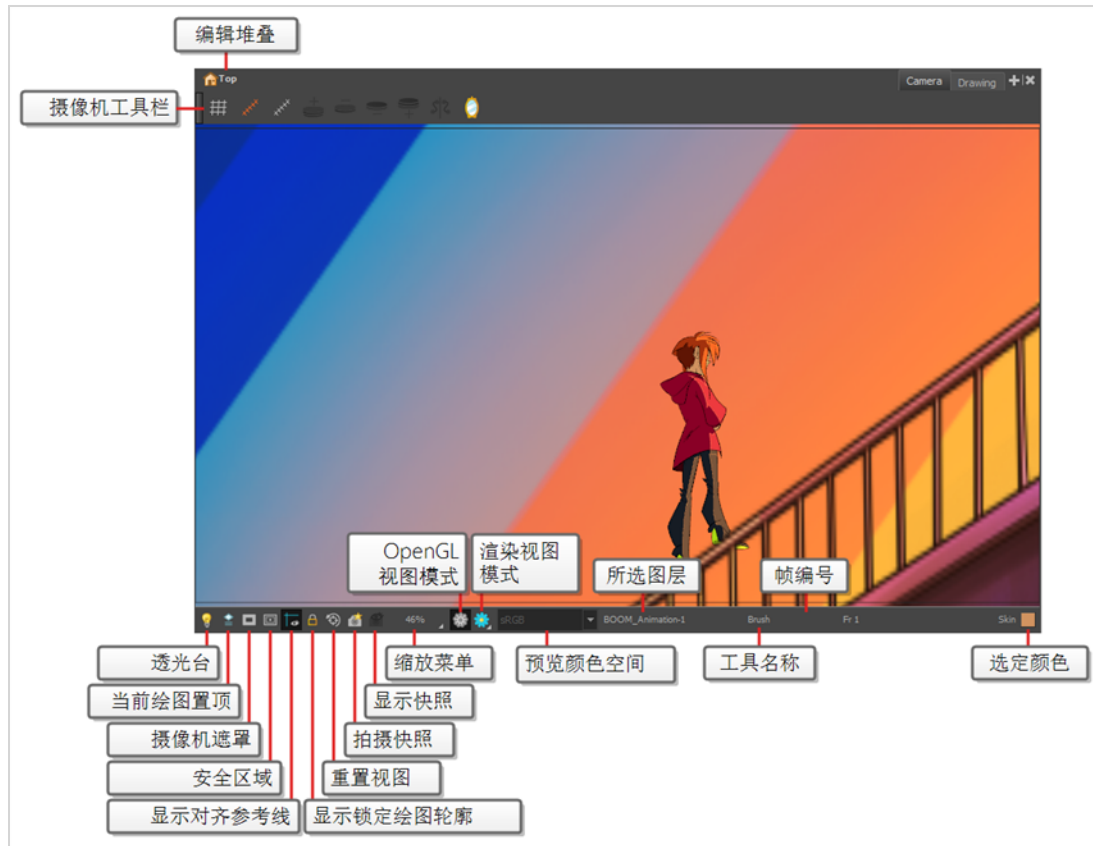 编辑堆叠
Top
Camera
Drawing
摄像机工具栏
OpenGL
视图模式
渲染视图
模式
所选图层
帧编号
46%
sRGB
BOOM_Animation-1
Brush
Fr 1
Skin
透光台
缩放菜单
预览颜色空间
工具名称
选定颜色
当前绘图置顶
显示快照
摄像机遮罩
拍摄快照
安全区域
重置视图
显示对齐参考线
显示锁定绘图轮廓